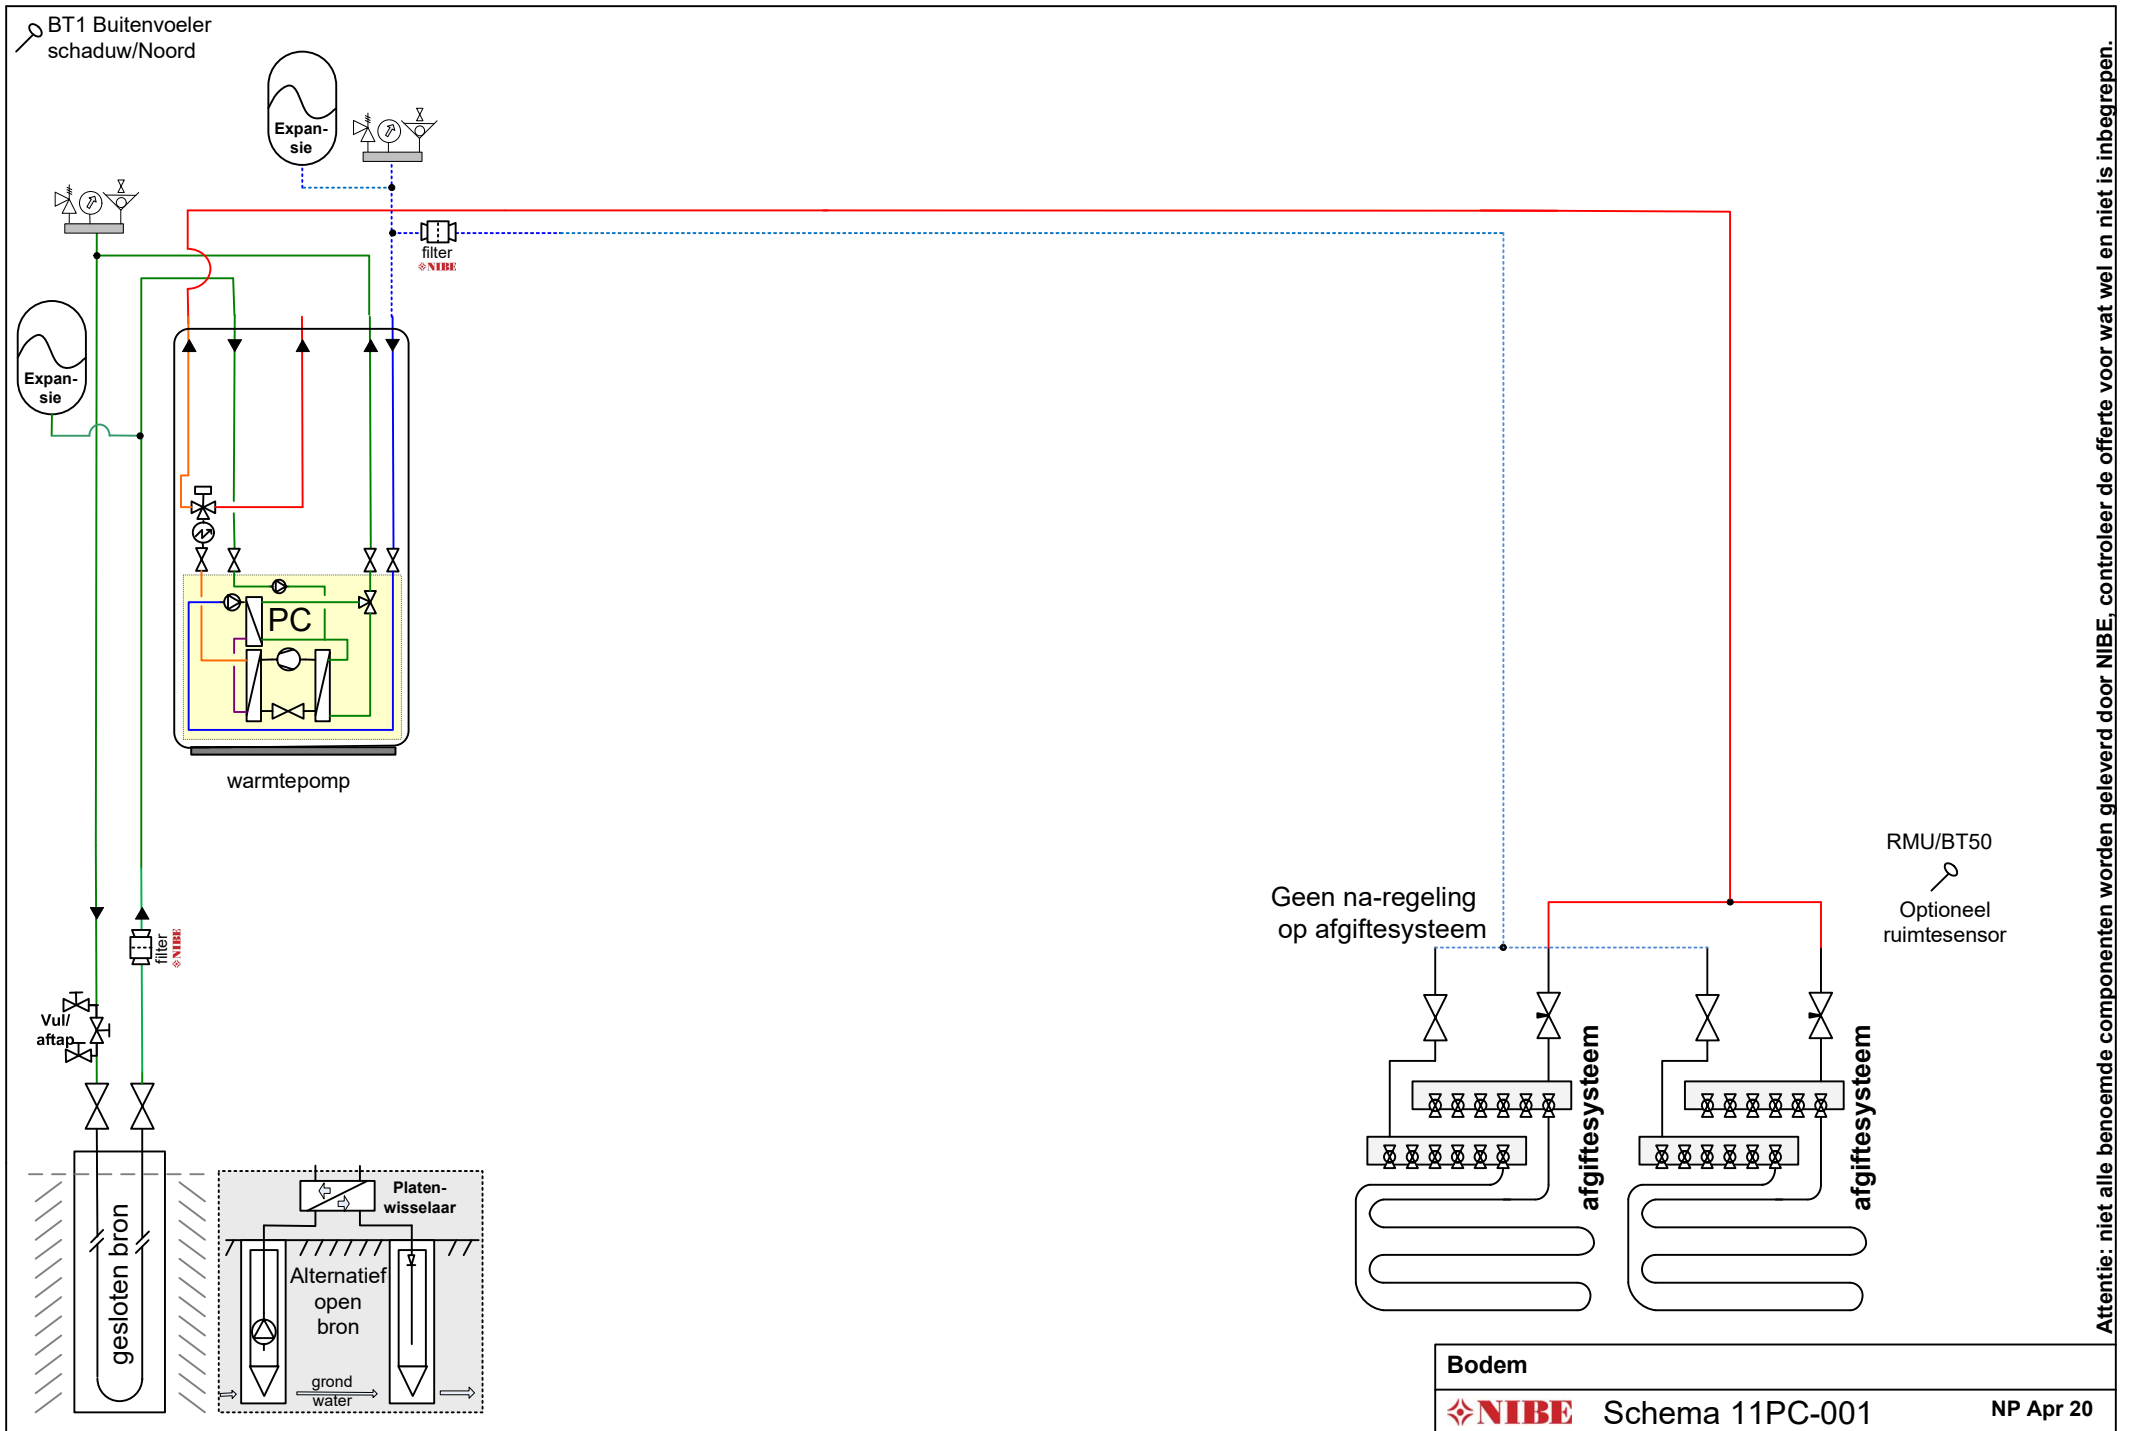 BT1 Buitenvoeler
schaduw/Noord
Expan-
sie
filter
NIBE
Expan-
sie
PC
warmtepomp
filter
NIBE
Vul/
aftap
gesloten bron
Platen-
wisselaar
Alternatief
open
bron
grond
water
Geen na-regeling
op afgiftesysteem
RMU/BT50
Optioneel
ruimtesensor
afgiftesysteem
afgiftesysteem
Attentie: niet alle benoemde componenten worden geleverd door NIBE, controleer de offerte voor wat wel en niet is inbegrepen.
Bodem
NIBE Schema 11PC-001 NP Apr 20